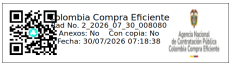 olombia Compra Eficiente
ad No. 2_2026_07_30_008080
Anexos: No Con copia: No
Fecha: 30/07/2026 07:18:38
Agencia Nacional
de Contratación Pública
Colombia Compra Eficiente